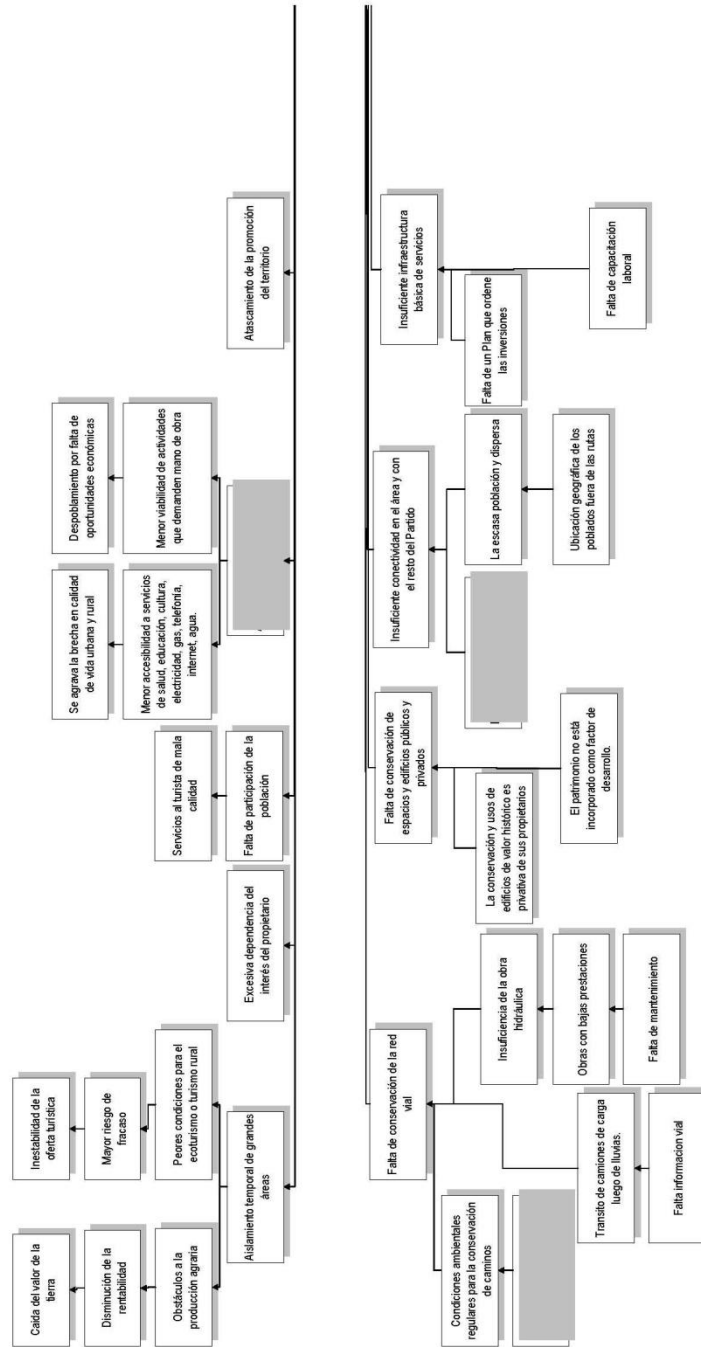 Caida del valor de la
tierra
Inestabilidad de la
oferta turística
Disminución de la
rentabilidad
Mayor riesgo de
fracaso
Obstáculos a la
producción agraria
Peores condiciones para el
ecoturismo o turismo rural
Aislamiento temporal de grandes
áreas
Excesiva dependencia del
interés del propietario
Servicios al turista de mala
calidad
Falta de participación de la
población
Se agrava la brecha en calidad
de vida urbana y rural
Despoblamiento por falta de
oportunidades económicas
Menor accesibilidad a servicios
de salud, educación, cultura,
electricidad, gas, telefonía,
internet, agua.
Menor viabilidad de actividades
que demanden mano de obra
Atascamiento de la promoción
del territorio
Falta de conservación de la red
vial
Condiciones ambientales
regulares para la conservación
de caminos
Transito de camiones de carga
luego de lluvias.
Falta informacion vial
Insuficiencia de la obra
hidráulica
Obras con bajas prestaciones
Falta de mantenimiento
Falta de conservación de
espacios y edificios públicos y
privados
La conservación y usos de
edificios de valor histórico es
privativa de sus propietarios
El patrimonio no está
incorporado como factor de
desarrollo.
Insuficiente conectividad en el área y con
el resto del Partido
La escasa población y dispersa
Ubicación geográfica de los
poblados fuera de las rutas
Insuficiente infraestructura
básica de servicios
Falta de un Plan que ordene
las inversiones
Falta de capacitación
laboral